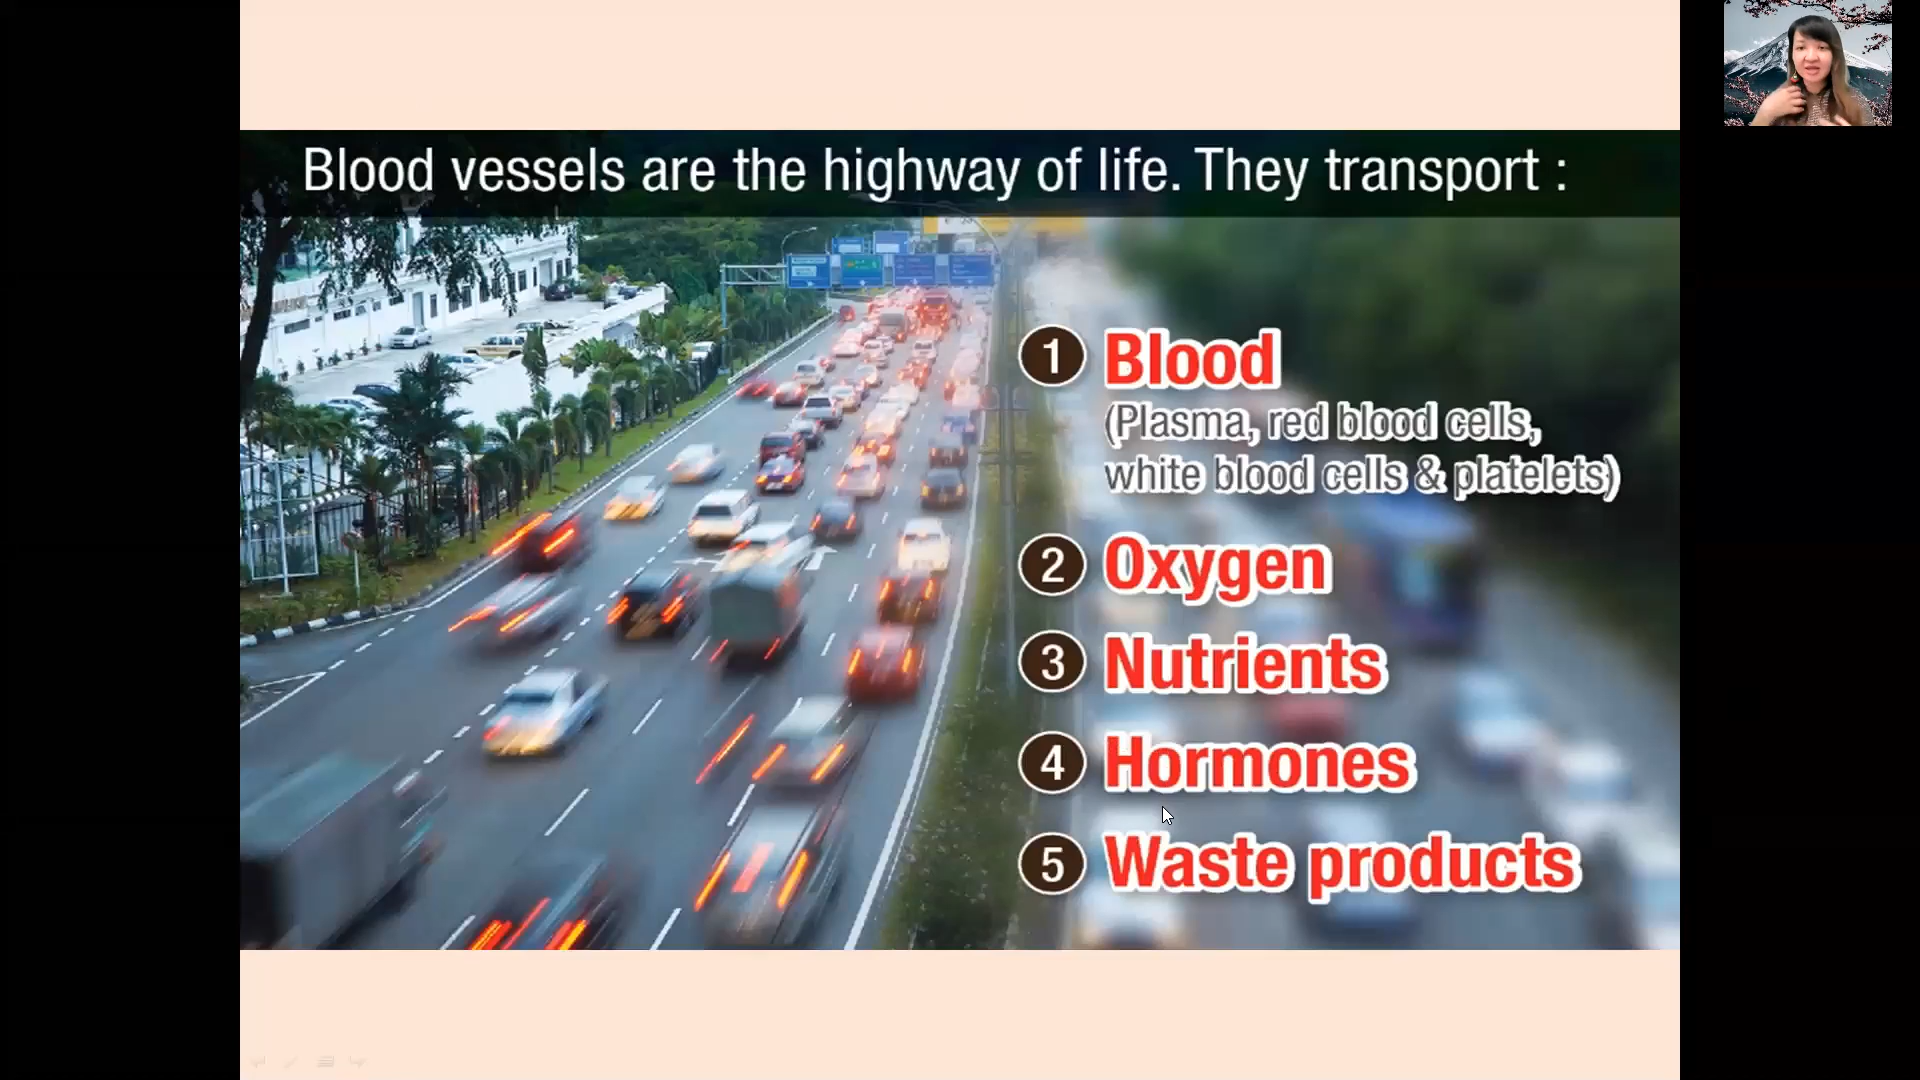 Blood vessels are the highway of life. They transport :
1 Blood
(Plasma, red blood cells,
white blood cells & platelets)
2 Oxygen
3 Nutrients
4 Hormones
5 Waste products